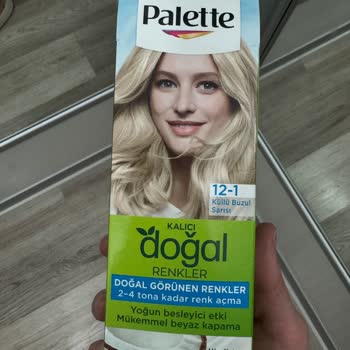 Palette
12-1
Küllü Buzul
Sarısı
KALICI
doğal
RENKLER
DOĞAL GÖRÜNEN RENKLER
2-4 tona kadar renk açma
Yoğun besleyici etki
Mükemmel beyaz kapama